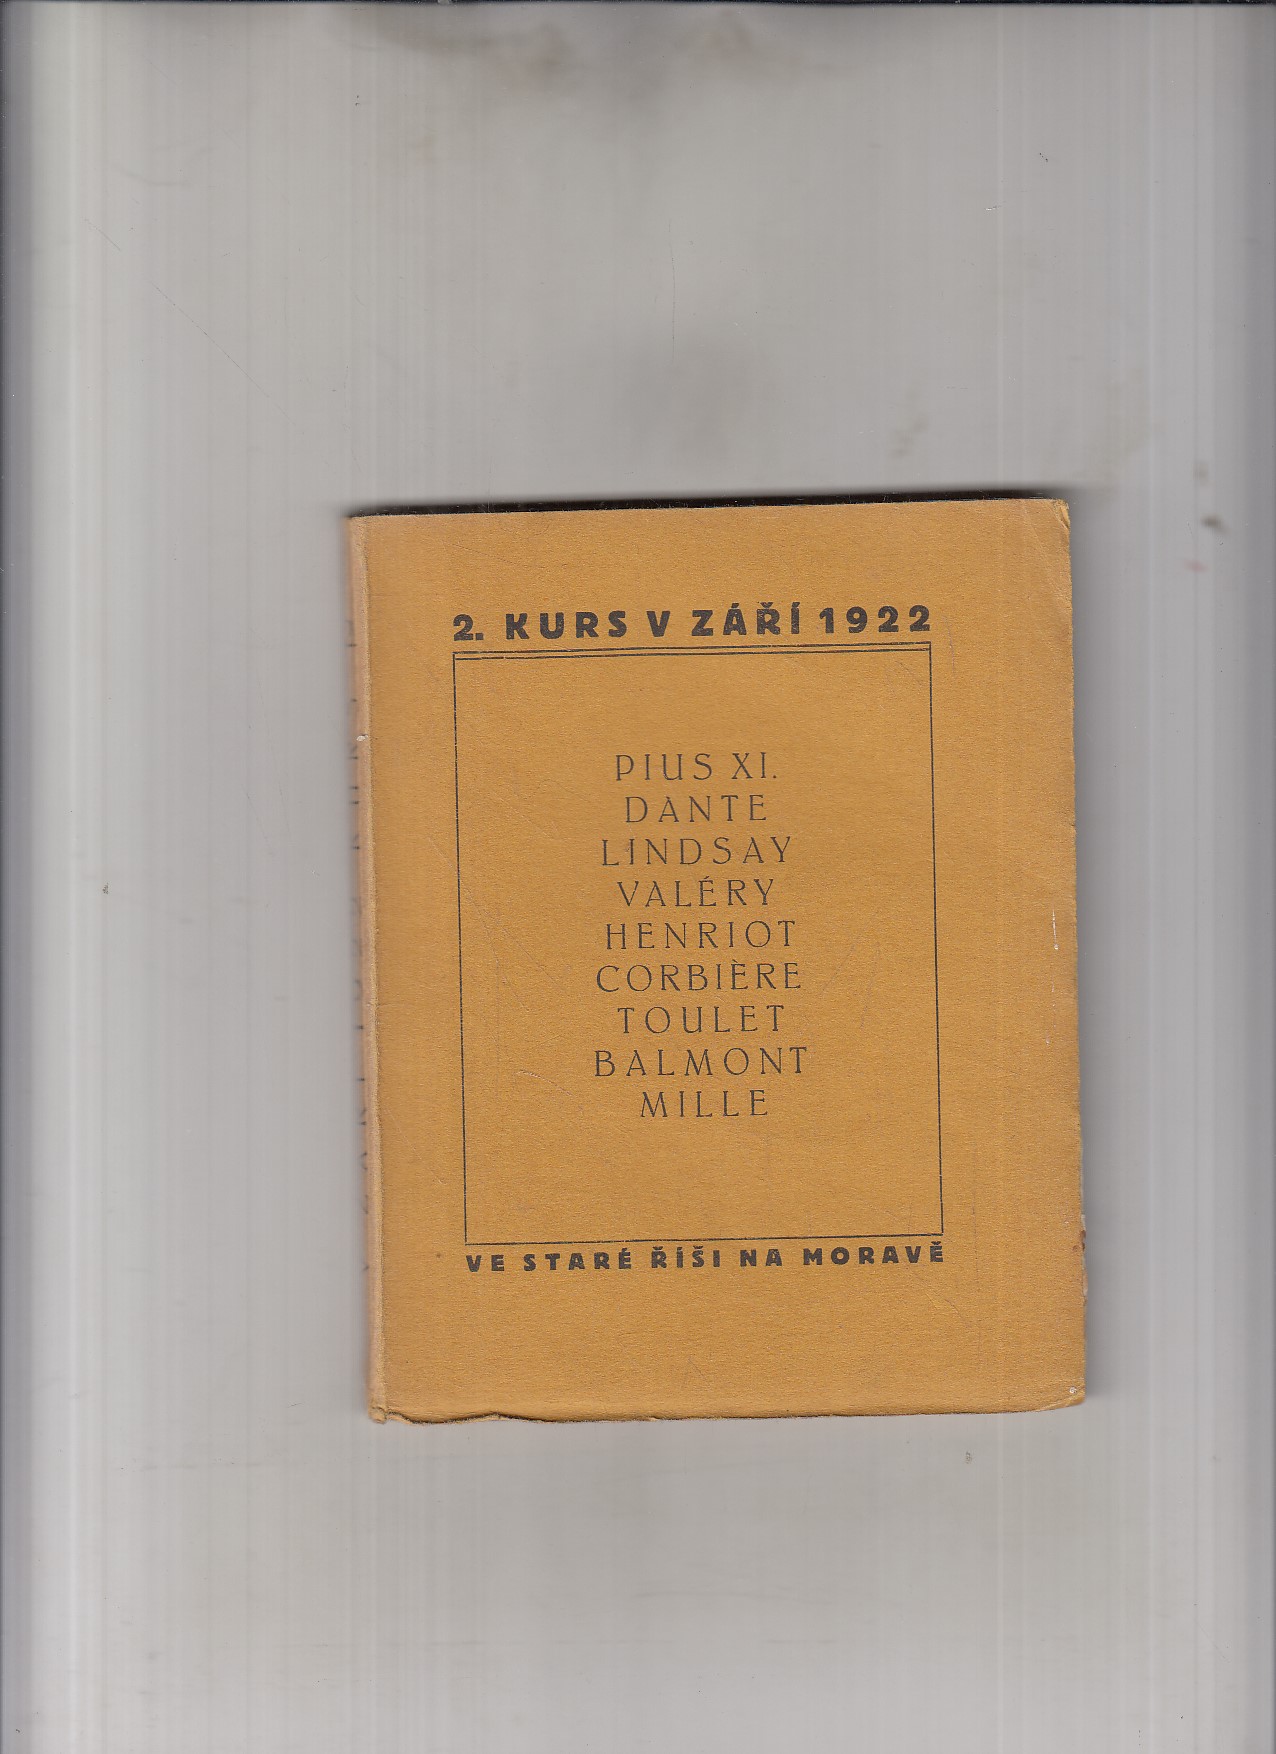 2. KURS V ZÁŘÍ 1922
PIUS XI.
DANTE
LINDSAY
VALÉRY
HENRIOT
CORBIÈRE
TOULET
BALMONT
MILLE
VE STARÉ ŘÍŠI NA MORAVĚ